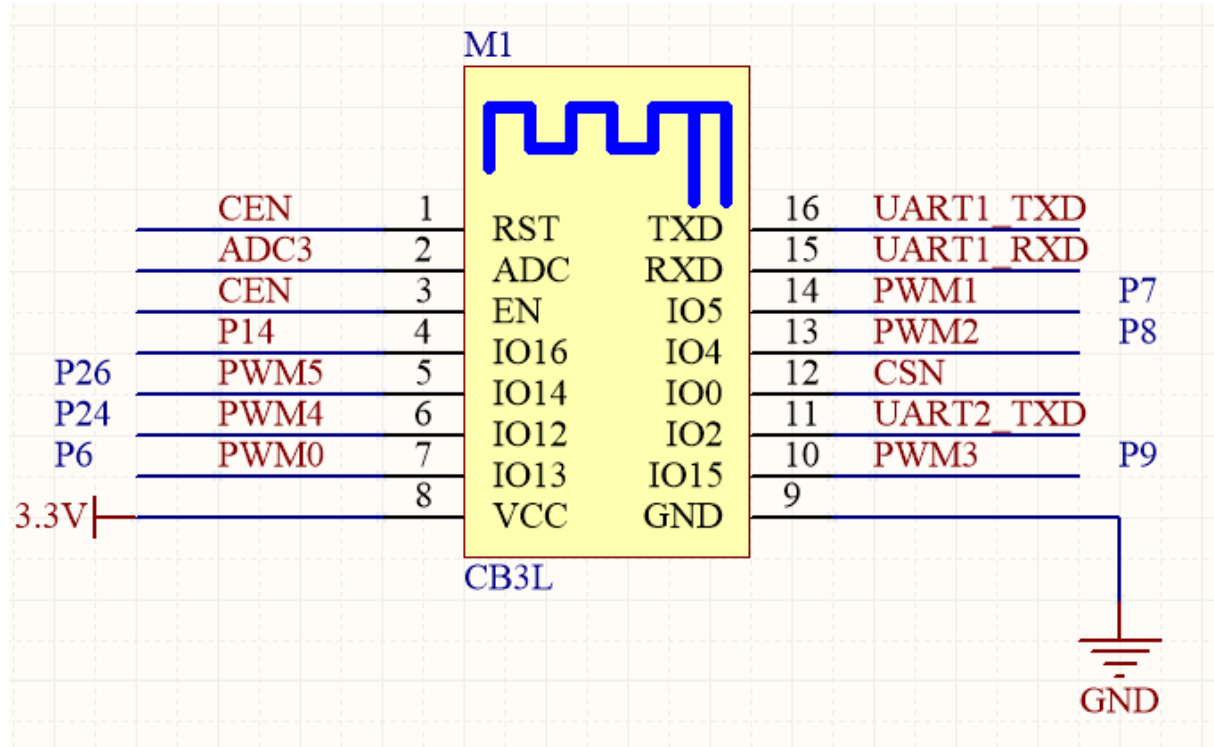 M1
CEN 1 RST TXD 16 UART1_TXD
ADC3 2 ADC RXD 15 UART1_RXD
CEN 3 EN IO5 14 PWM1 P7
P14 4 IO16 IO4 13 PWM2 P8
P26 PWM5 5 IO14 IO0 12 CSN
P24 PWM4 6 IO12 IO2 11 UART2_TXD
P6 PWM0 7 IO13 IO15 10 PWM3 P9
3.3V 8 VCC GND 9
CB3L
GND